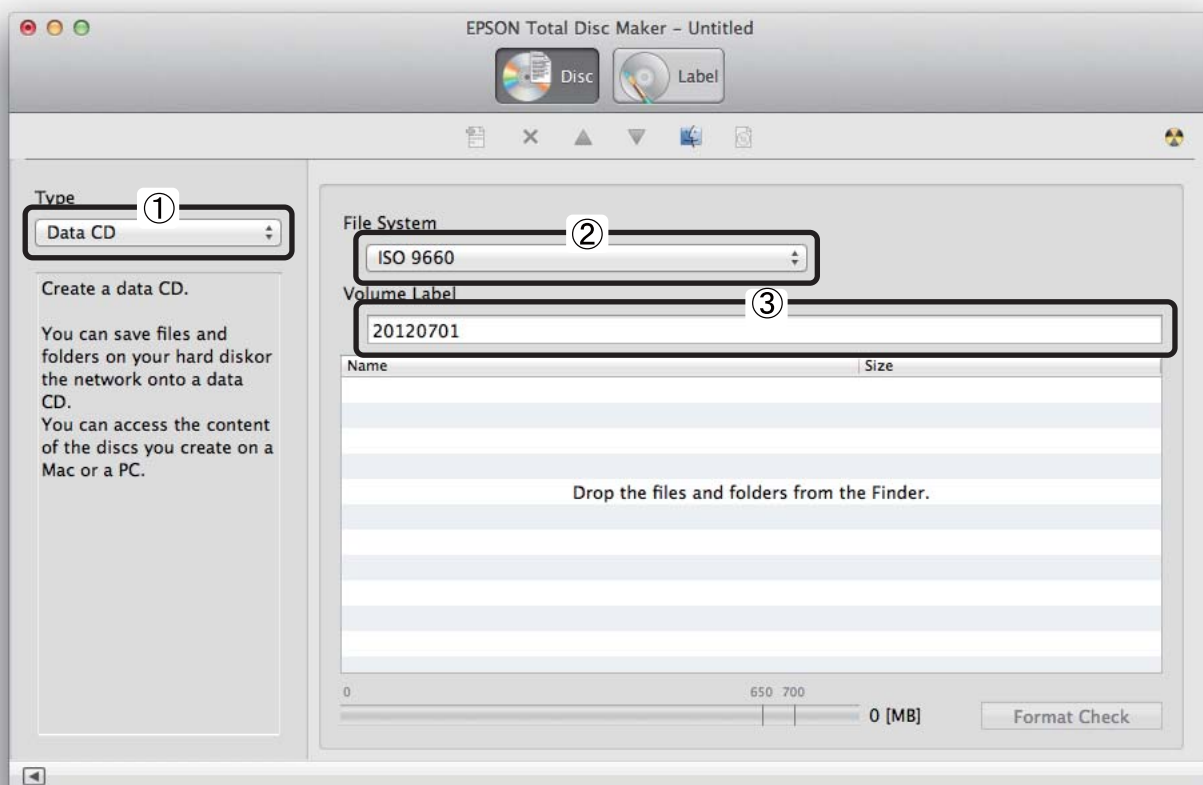 EPSON Total Disc Maker – Untitled
Disc
Label
Type
①
Data CD
Create a data CD.
You can save files and
folders on your hard diskor
the network onto a data
CD.
You can access the content
of the discs you create on a
Mac or a PC.
File System
②
ISO 9660
Volume Label
③
20120701
Name Size
Drop the files and folders from the Finder.
0 650 700
0 [MB]
Format Check